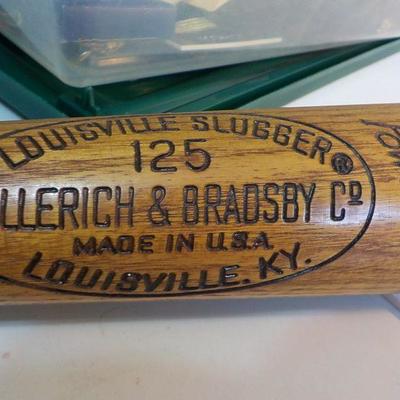 LOUISVILLE SLUGGER®
125
LLERICH & BRADSBY CO
MADE IN U.S.A.
LOUISVILLE. KY.